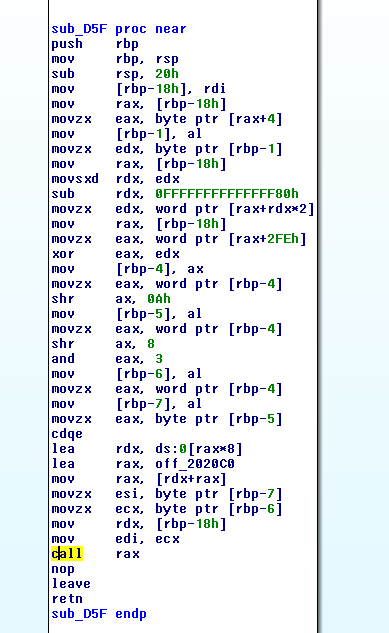 sub_D5F proc near
push rbp
mov rbp, rsp
sub rsp, 20h
mov [rbp-18h], rdi
mov rax, [rbp-18h]
movzx eax, byte ptr [rax+4]
mov [rbp-1], al
movzx edx, byte ptr [rbp-1]
mov rax, [rbp-18h]
movsxd rdx, edx
sub rdx, 0FFFFFFFFFFFFFF80h
movzx edx, word ptr [rax+rdx*2]
mov rax, [rbp-18h]
movzx eax, word ptr [rax+2FEh]
xor eax, edx
mov [rbp-4], ax
movzx eax, word ptr [rbp-4]
shr ax, 0Ah
mov [rbp-5], al
movzx eax, word ptr [rbp-4]
shr ax, 8
and eax, 3
mov [rbp-6], al
movzx eax, word ptr [rbp-4]
mov [rbp-7], al
movzx eax, byte ptr [rbp-5]
cdqe
lea rdx, ds:0[rax*8]
lea rax, off_2020C0
mov rax, [rdx+rax]
movzx esi, byte ptr [rbp-7]
movzx ecx, byte ptr [rbp-6]
mov rdx, [rbp-18h]
mov edi, ecx
call rax
nop
leave
retn
sub_D5F endp